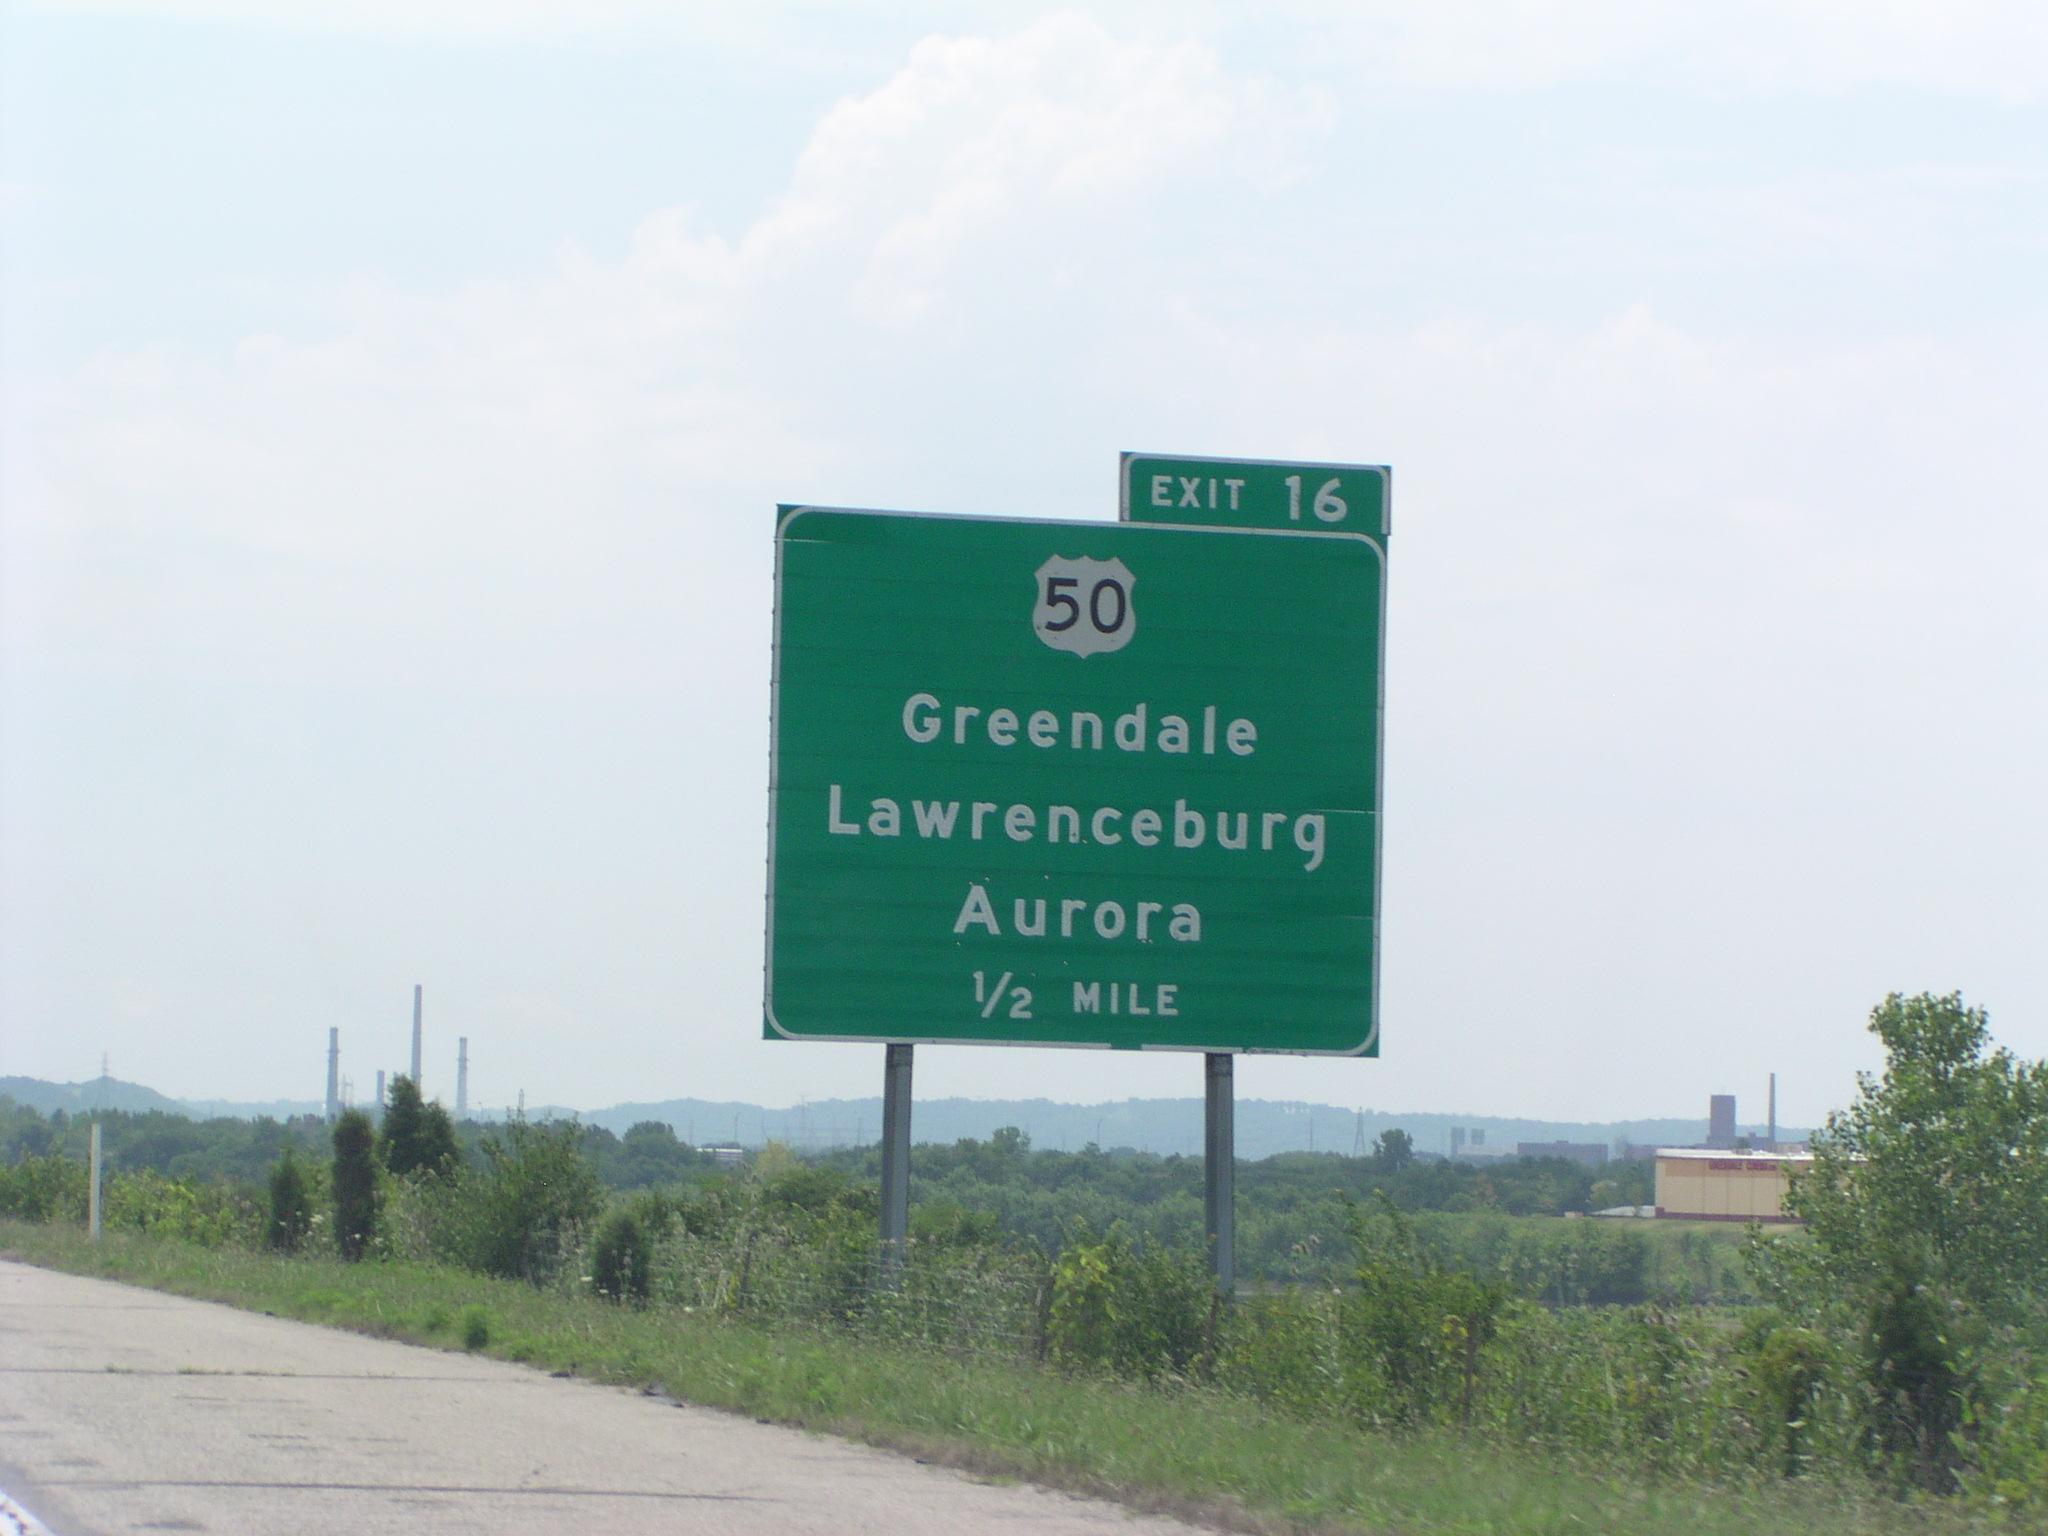 EXIT 16
50
Greendale
Lawrenceburg
Aurora
1/2 MILE